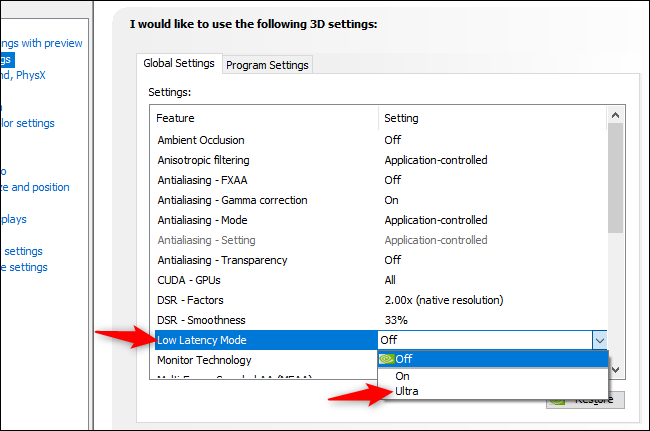 I would like to use the following 3D settings:
ngs with preview
gs
nd, PhysX
lor settings
o
ze and position
splays
settings
e settings
Global Settings
Program Settings
Settings:
Feature Setting
Ambient Occlusion Off
Anisotropic filtering Application-controlled
Antialiasing - FXAA Off
Antialiasing - Gamma correction On
Antialiasing - Mode Application-controlled
Antialiasing - Setting Application-controlled
Antialiasing - Transparency Off
CUDA - GPUs All
DSR - Factors 2.00x (native resolution)
DSR - Smoothness 33%
Low Latency Mode Off
Monitor Technology
Off
On
Ultra
Restore